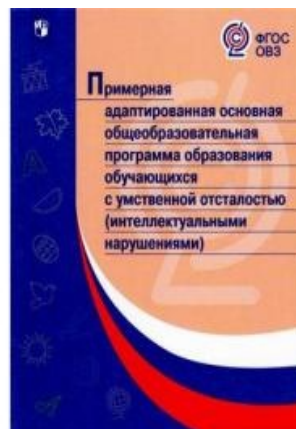 ФГОС
ОВЗ
Примерная
адаптированная основная
общеобразовательная
программа образования
обучающихся
с умственной отсталостью
(интеллектуальными
нарушениями)